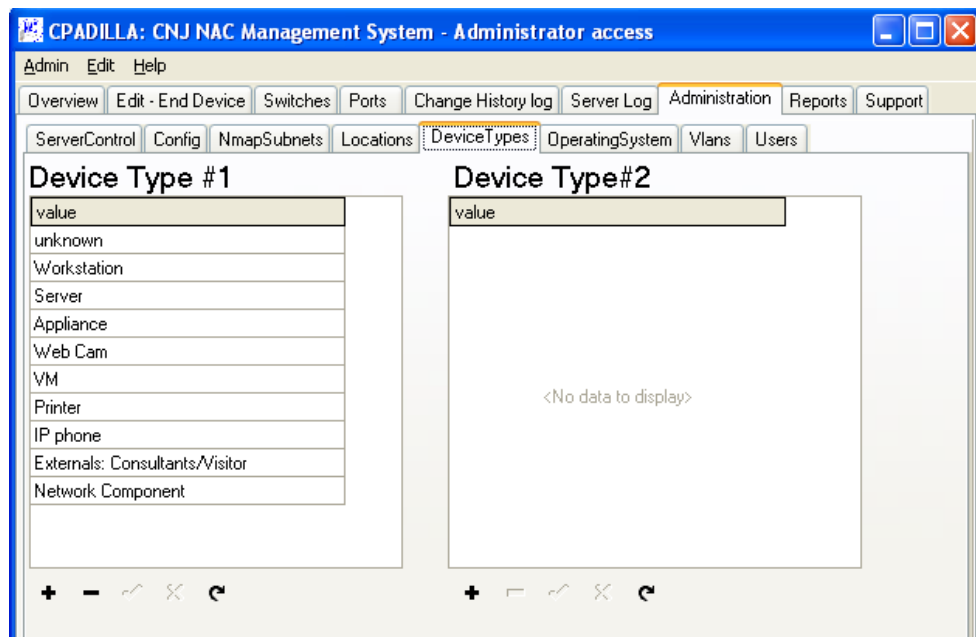 CPADILLA: CNJ NAC Management System - Administrator access
Admin Edit Help
Overview Edit - End Device Switches Ports Change History log Server Log Administration Reports Support
ServerControl Config NmapSubnets Locations DeviceTypes OperatingSystem Vlans Users
Device Type #1 Device Type#2
value value
unknown
Workstation
Server
Appliance
Web Cam
VM
<No data to display>
Printer
IP phone
Externals: Consultants/Visitor
Network Component